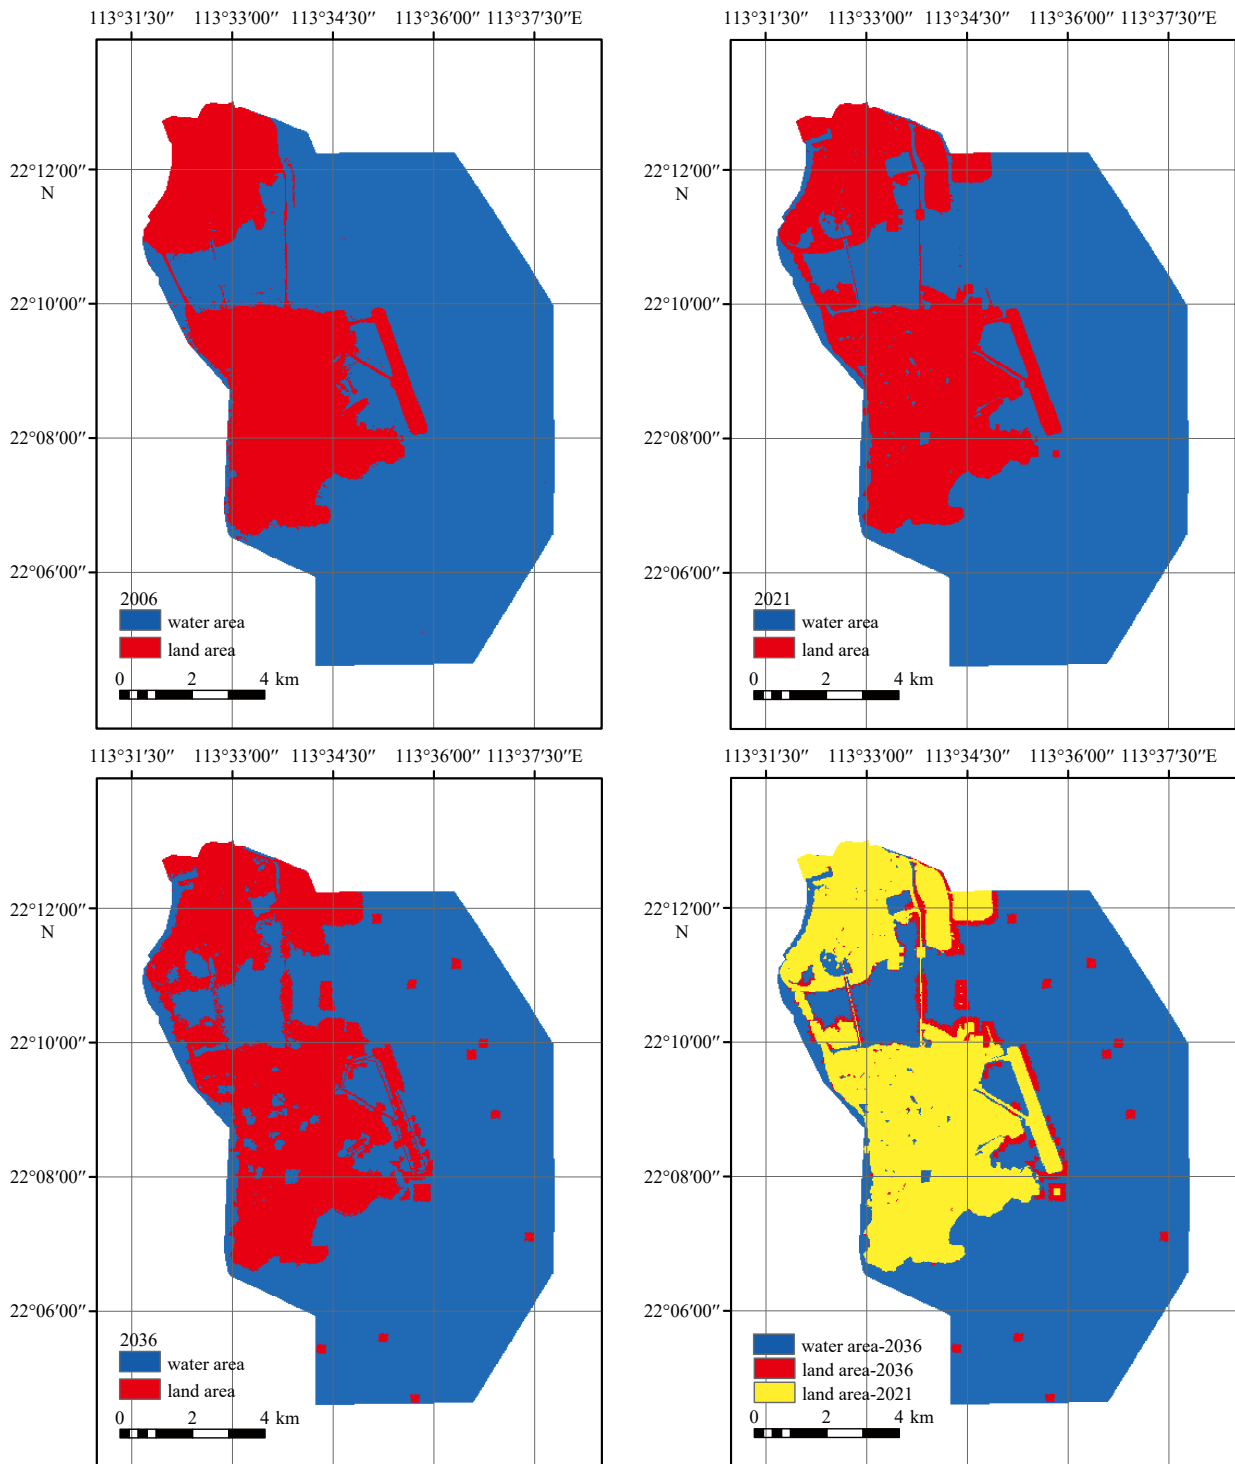 113°31′30″ 113°33′00″ 113°34′30″ 113°36′00″ 113°37′30″E
22°12′00″
N
22°10′00″
22°08′00″
22°06′00″
2006
water area
land area
0 2 4 km
113°31′30″ 113°33′00″ 113°34′30″ 113°36′00″ 113°37′30″E
22°12′00″
N
22°10′00″
22°08′00″
22°06′00″
2021
water area
land area
0 2 4 km
113°31′30″ 113°33′00″ 113°34′30″ 113°36′00″ 113°37′30″E
22°12′00″
N
22°10′00″
22°08′00″
22°06′00″
2036
water area
land area
0 2 4 km
113°31′30″ 113°33′00″ 113°34′30″ 113°36′00″ 113°37′30″E
22°12′00″
N
22°10′00″
22°08′00″
22°06′00″
water area-2036
land area-2036
land area-2021
0 2 4 km